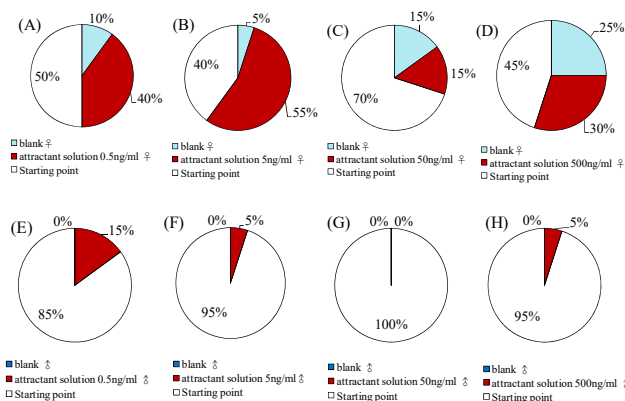 (A)
10%
50%
40%
blank ♀
attractant solution 0.5ng/ml ♀
Starting point
(B)
5%
40%
55%
blank ♀
attractant solution 5ng/ml ♀
Starting point
(C)
15%
15%
70%
blank ♀
attractant solution 50ng/ml ♀
Starting point
(D)
25%
45%
30%
blank ♀
attractant solution 500ng/ml ♀
Starting point
(E)
0%
15%
85%
blank ♂
attractant solution 0.5ng/ml ♂
Starting point
(F)
0%
5%
95%
blank ♂
attractant solution 5ng/ml ♂
Starting point
(G)
0% 0%
100%
blank ♂
attractant solution 50ng/ml ♂
Starting point
(H)
0%
5%
95%
blank ♂
attractant solution 500ng/ml ♂
Starting point